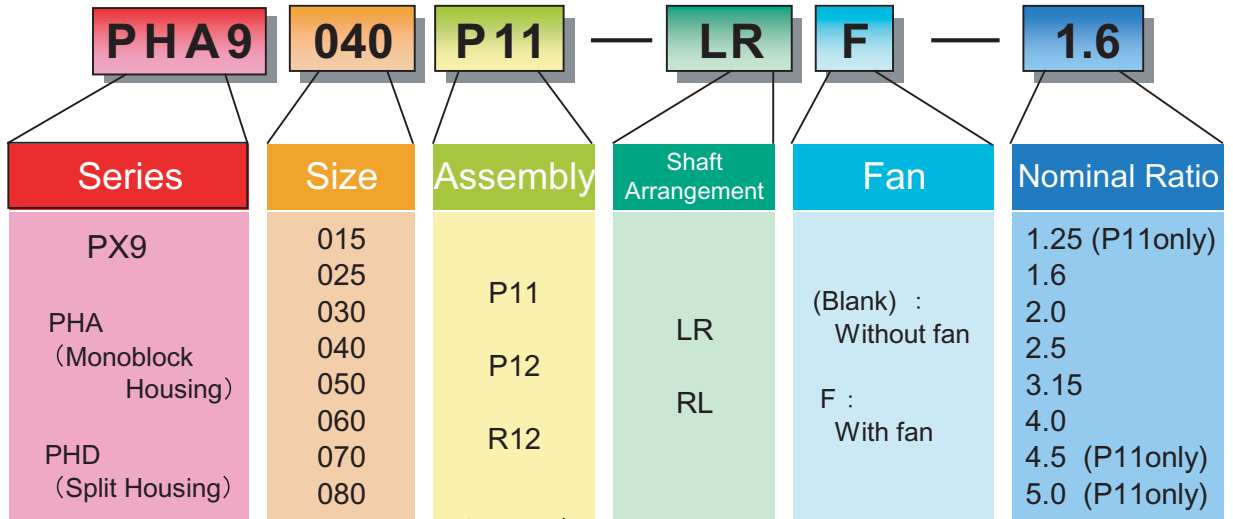 PHA9 040 P11 — LR F — 1.6
Series
Size
Assembly
Shaft
Arrangement
Fan
Nominal Ratio
PX9
PHA
（Monoblock
Housing）
PHD
（Split Housing）
015
025
030
040
050
060
070
080
P11
P12
R12
LR
RL
(Blank) ：
Without fan
F：
With fan
1.25 (P11only)
1.6
2.0
2.5
3.15
4.0
4.5 (P11only)
5.0 (P11only)